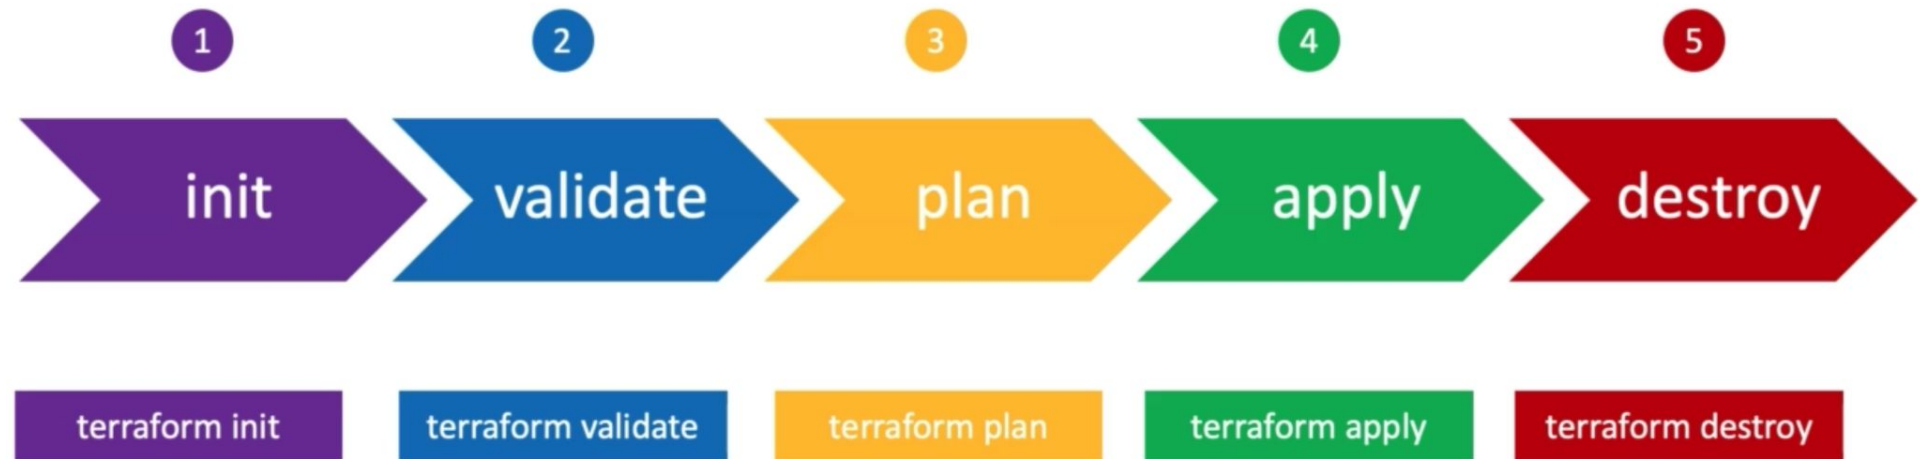 1 2 3 4 5
init validate plan apply destroy
terraform init terraform validate terraform plan terraform apply terraform destroy